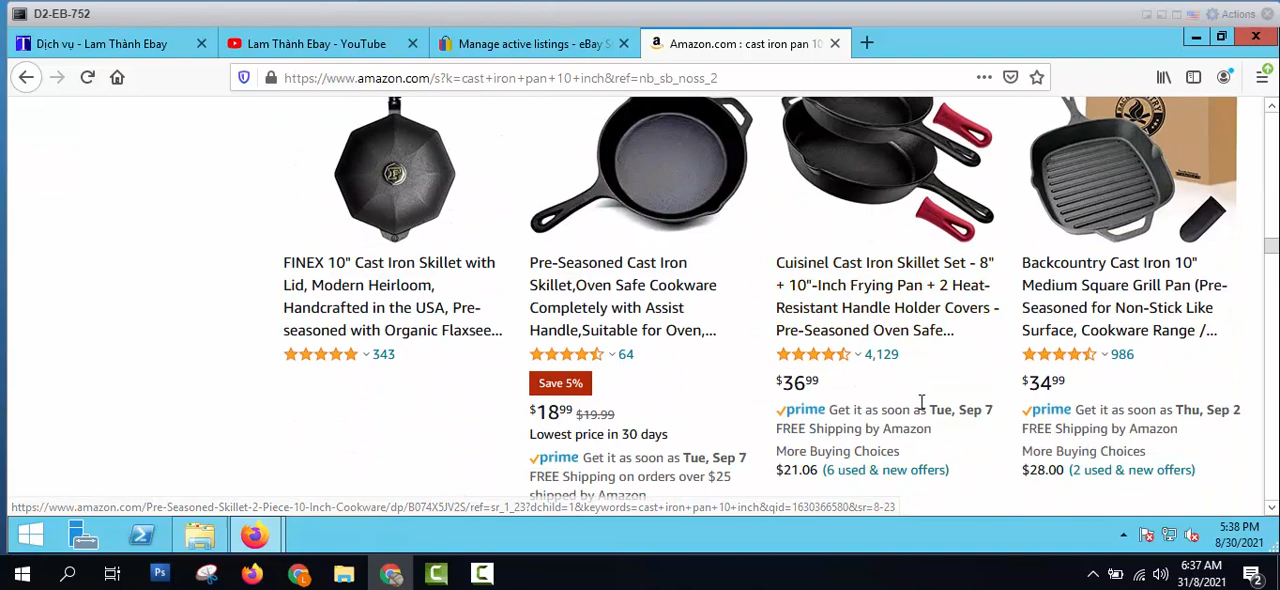 D2-EB-752
Actions
Dịch vụ - Lam Thành Ebay
Lam Thành Ebay - YouTube
Manage active listings - eBay S
Amazon.com : cast iron pan 10
https://www.amazon.com/s?k=cast+iron+pan+10+inch&ref=nb_sb_noss_2
FINEX 10" Cast Iron Skillet with
Lid, Modern Heirloom,
Handcrafted in the USA, Pre-
seasoned with Organic Flaxsee...
343
Pre-Seasoned Cast Iron
Skillet,Oven Safe Cookware
Completely with Assist
Handle,Suitable for Oven,...
64
Save 5%
$18 99 $19.99
Lowest price in 30 days
prime Get it as soon as Tue, Sep 7
FREE Shipping on orders over $25
shipped by Amazon
Cuisinel Cast Iron Skillet Set - 8"
+ 10"-Inch Frying Pan + 2 Heat-
Resistant Handle Holder Covers -
Pre-Seasoned Oven Safe...
4,129
$36 99
prime Get it as soon as Tue, Sep 7
FREE Shipping by Amazon
More Buying Choices
$21.06 (6 used & new offers)
Backcountry Cast Iron 10"
Medium Square Grill Pan (Pre-
Seasoned for Non-Stick Like
Surface, Cookware Range /...
986
$34 99
prime Get it as soon as Thu, Sep 2
FREE Shipping by Amazon
More Buying Choices
$28.00 (2 used & new offers)
https://www.amazon.com/Pre-Seasoned-Skillet-2-Piece-10-Inch-Cookware/dp/B074X5JV2S/ref=sr_1_23?dchild=1&keywords=cast+iron+pan+10+inch&qid=1630366580&sr=8-23
5:38 PM
8/30/2021
Ps
6:37 AM
31/8/2021
2